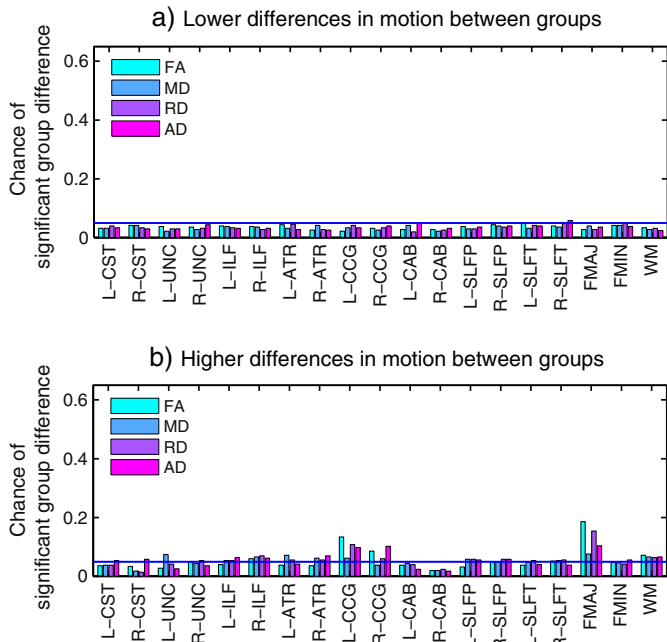 a) Lower differences in motion between groups
Chance of
significant group difference
0.6
0.4
0.2
0
FA
MD
RD
AD
L−CST
R−CST
L−UNC
R−UNC
L−ILF
R−ILF
L−ATR
R−ATR
L−CCG
R−CCG
L−CAB
R−CAB
L−SLFP
R−SLFP
L−SLFT
R−SLFT
FMAJ
FMIN
WM
b) Higher differences in motion between groups
Chance of
significant group difference
0.6
0.4
0.2
0
FA
MD
RD
AD
L−CST
R−CST
L−UNC
R−UNC
L−ILF
R−ILF
L−ATR
R−ATR
L−CCG
R−CCG
L−CAB
R−CAB
L−SLFP
R−SLFP
L−SLFT
R−SLFT
FMAJ
FMIN
WM